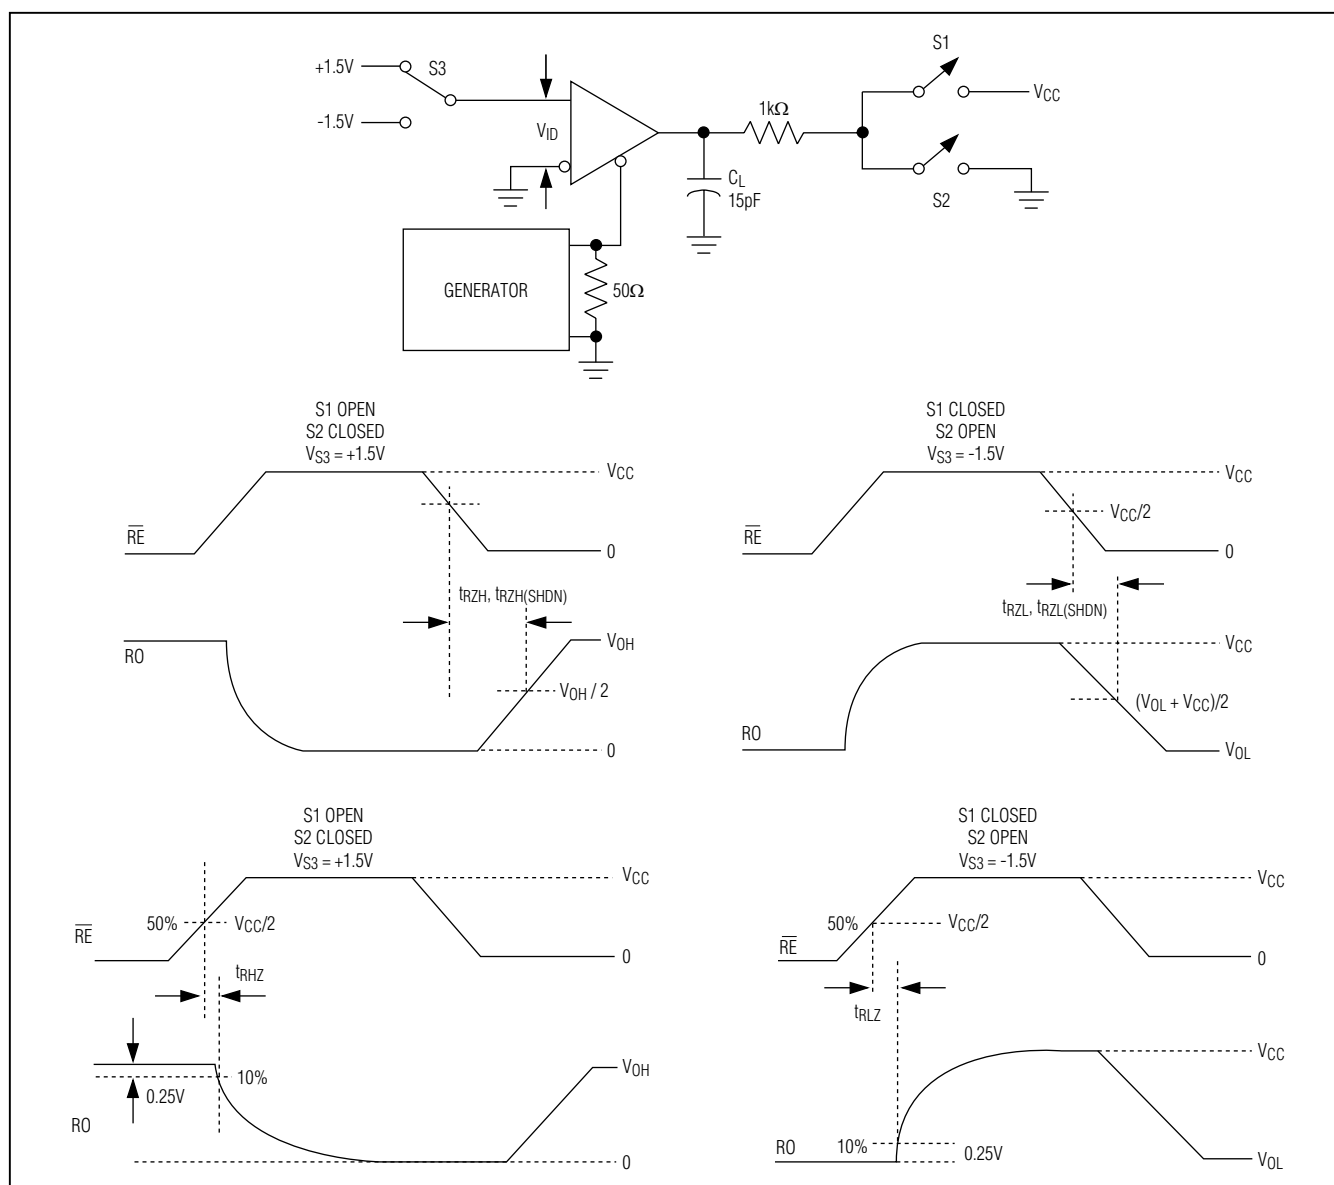 +1.5V
S3
-1.5V
VID
1kΩ
S1
VCC
S2
CL
15pF
GENERATOR
50Ω
S1 OPEN
S2 CLOSED
VS3 = +1.5V
VCC
RE
0
tRZH, tRZH(SHDN)
RO
VOH
VOH / 2
0
S1 CLOSED
S2 OPEN
VS3 = -1.5V
VCC
VCC/2
RE
0
tRZL, tRZL(SHDN)
VCC
(VOL + VCC)/2
RO
VOL
S1 OPEN
S2 CLOSED
VS3 = +1.5V
VCC
50%
VCC/2
RE
0
tRHZ
VOH
10%
0.25V
RO
0
S1 CLOSED
S2 OPEN
VS3 = -1.5V
VCC
50%
VCC/2
RE
0
tRLZ
VCC
RO
10%
0.25V
VOL